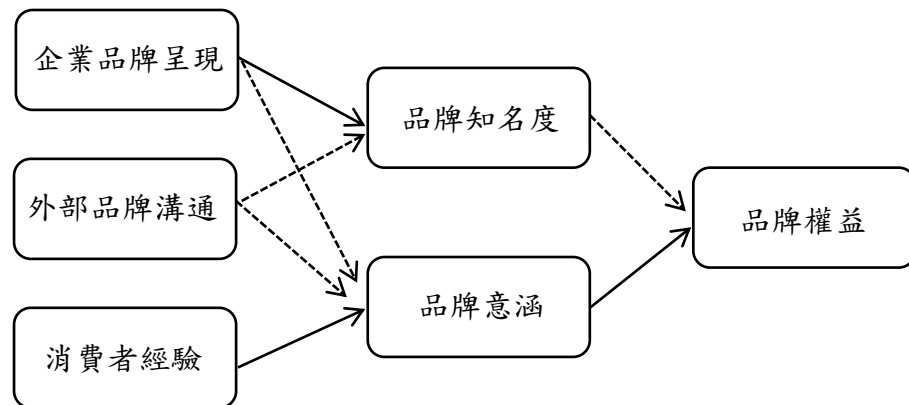 企業品牌呈現
外部品牌溝通
消費者經驗
品牌知名度
品牌意涵
品牌權益